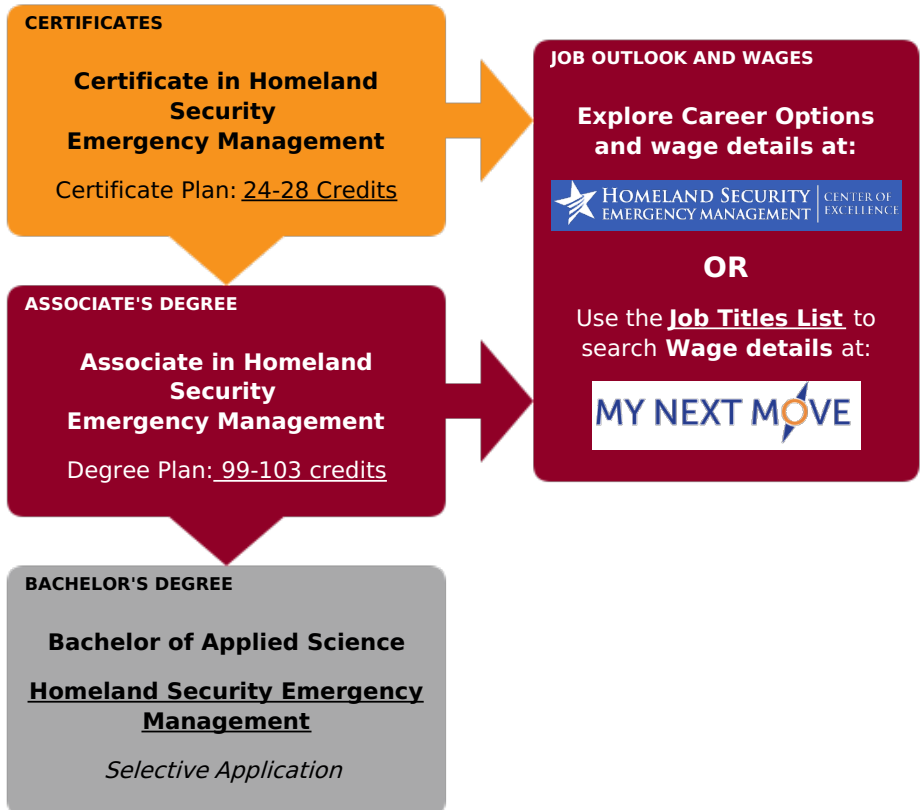 CERTIFICATES
Certificate in Homeland
Security
Emergency Management
Certificate Plan: 24-28 Credits
JOB OUTLOOK AND WAGES
Explore Career Options
and wage details at:
HOMELAND SECURITY
EMERGENCY MANAGEMENT
CENTER OF
EXCELLENCE
OR
Use the Job Titles List to
search Wage details at:
MY NEXT MOVE
ASSOCIATE'S DEGREE
Associate in Homeland
Security
Emergency Management
Degree Plan: 99-103 credits
BACHELOR'S DEGREE
Bachelor of Applied Science
Homeland Security Emergency
Management
Selective Application